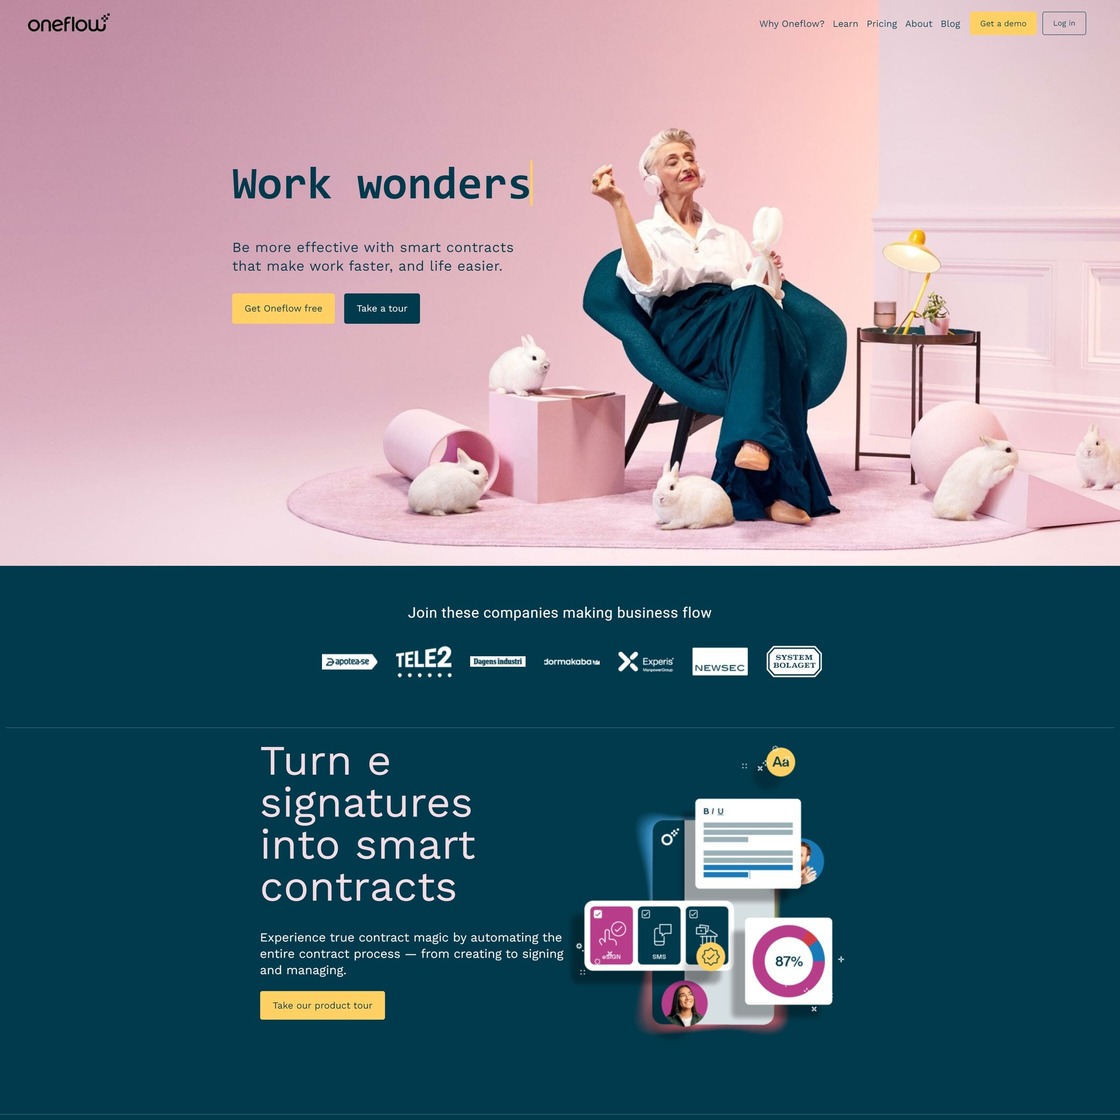 oneflow
Why Oneflow? Learn Pricing About Blog Get a demo Log in
Work wonders
Be more effective with smart contracts
that make work faster, and life easier.
Get Oneflow free Take a tour
Join these companies making business flow
apotea·se
TELE2
Dagens industri
dormakaba
Experis
ManpowerGroup
NEWSEC
SYSTEM
BOLAGET
Turn e
signatures
into smart
contracts
Experience true contract magic by automating the
entire contract process — from creating to signing
and managing.
Take our product tour
Aa
B I U
eSIGN
SMS
87%